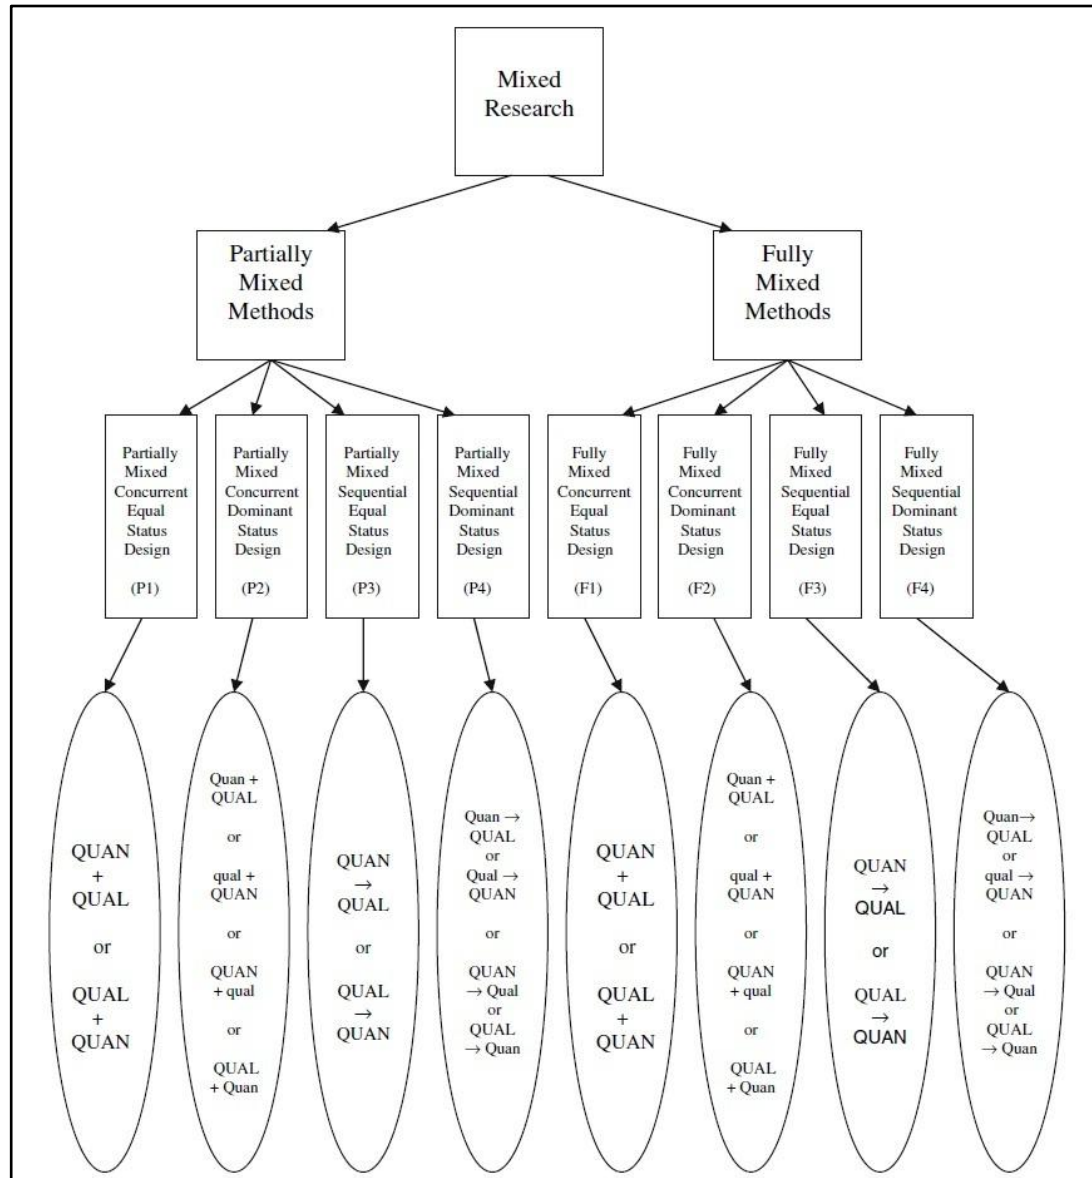 Mixed
Research
Partially
Mixed
Methods
Fully
Mixed
Methods
Partially
Mixed
Concurrent
Equal
Status
Design
(P1)
Partially
Mixed
Concurrent
Dominant
Status
Design
(P2)
Partially
Mixed
Sequential
Equal
Status
Design
(P3)
Partially
Mixed
Sequential
Dominant
Status
Design
(P4)
Fully
Mixed
Concurrent
Equal
Status
Design
(F1)
Fully
Mixed
Concurrent
Dominant
Status
Design
(F2)
Fully
Mixed
Sequential
Equal
Status
Design
(F3)
Fully
Mixed
Sequential
Dominant
Status
Design
(F4)
QUAN
+
QUAL
or
QUAL
+
QUAN
Quan +
QUAL
or
qual +
QUAN
or
QUAN
+ qual
or
QUAL
+ Quan
QUAN
→
QUAL
or
QUAL
→
QUAN
Quan →
QUAL
or
Qual →
QUAN
or
QUAN
→ Qual
or
QUAL
→ Quan
QUAN
+
QUAL
or
QUAL
+
QUAN
Quan +
QUAL
or
qual +
QUAN
or
QUAN
+ qual
or
QUAL
+ Quan
QUAN
→
QUAL
or
QUAL
→
QUAN
Quan→
QUAL
or
qual →
QUAN
or
QUAN
→ Qual
or
QUAL
→ Quan